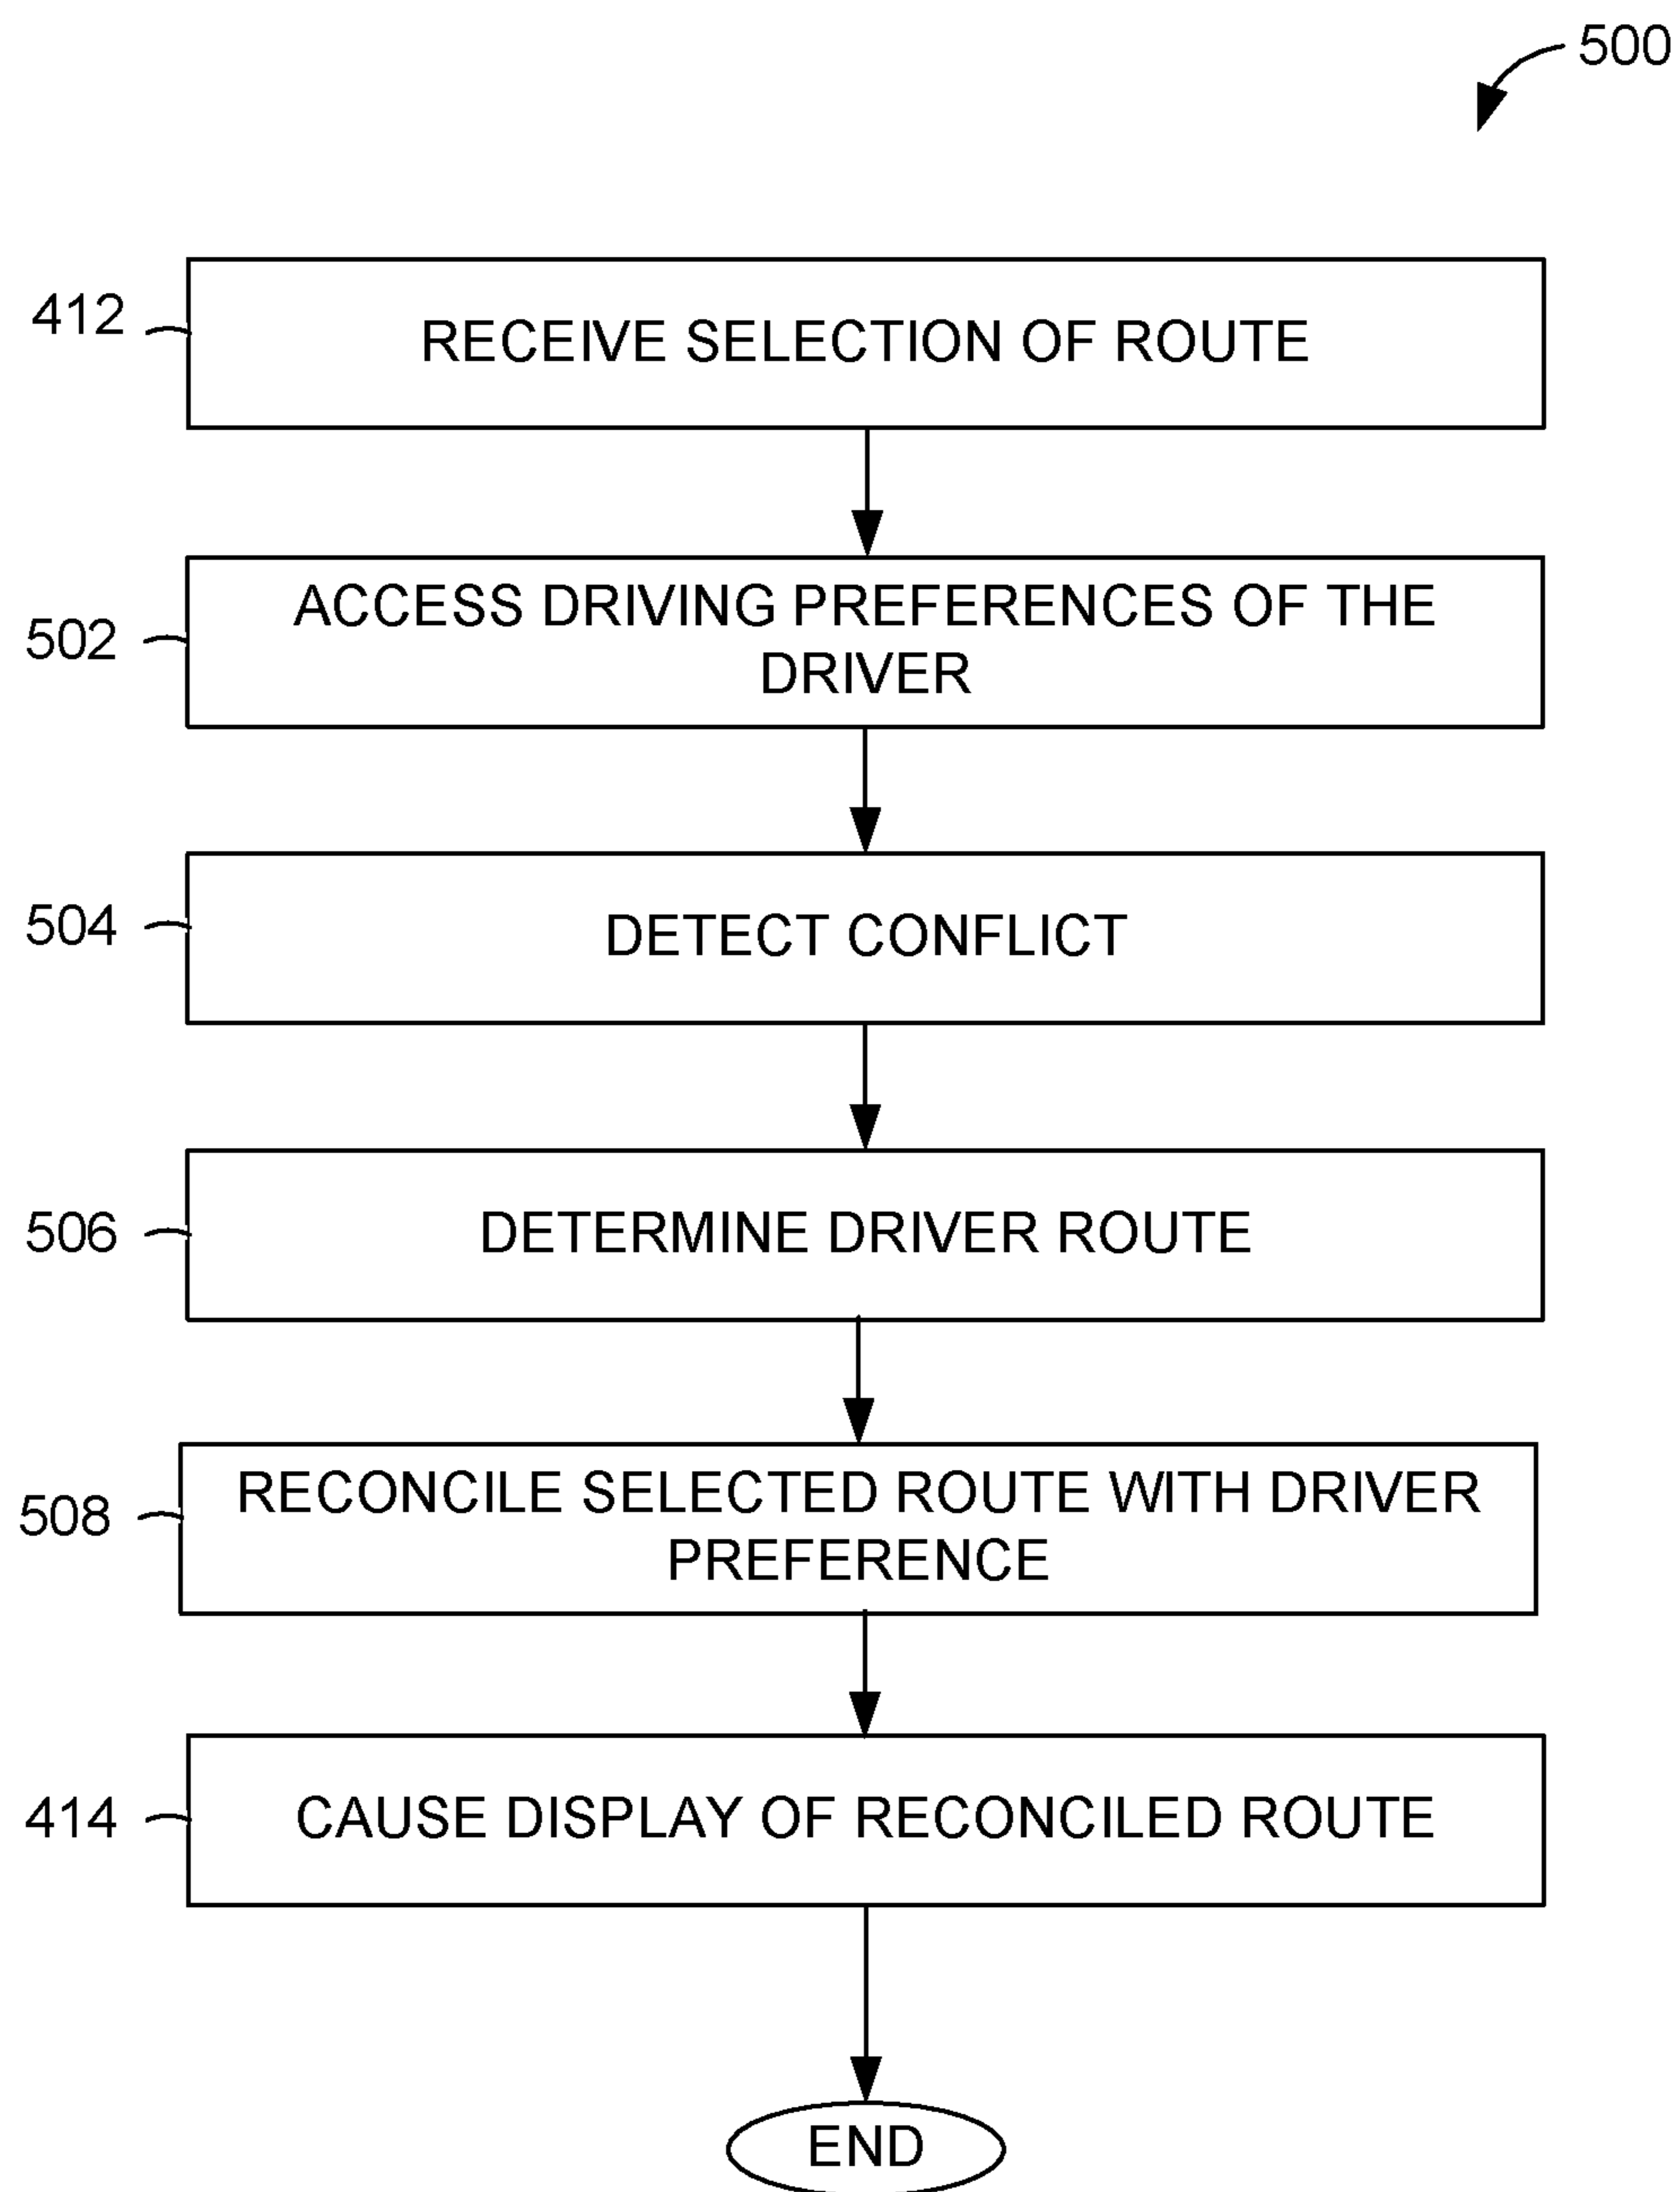 500
412
RECEIVE SELECTION OF ROUTE
502
ACCESS DRIVING PREFERENCES OF THE
DRIVER
504
DETECT CONFLICT
506
DETERMINE DRIVER ROUTE
508
RECONCILE SELECTED ROUTE WITH DRIVER
PREFERENCE
414
CAUSE DISPLAY OF RECONCILED ROUTE
END